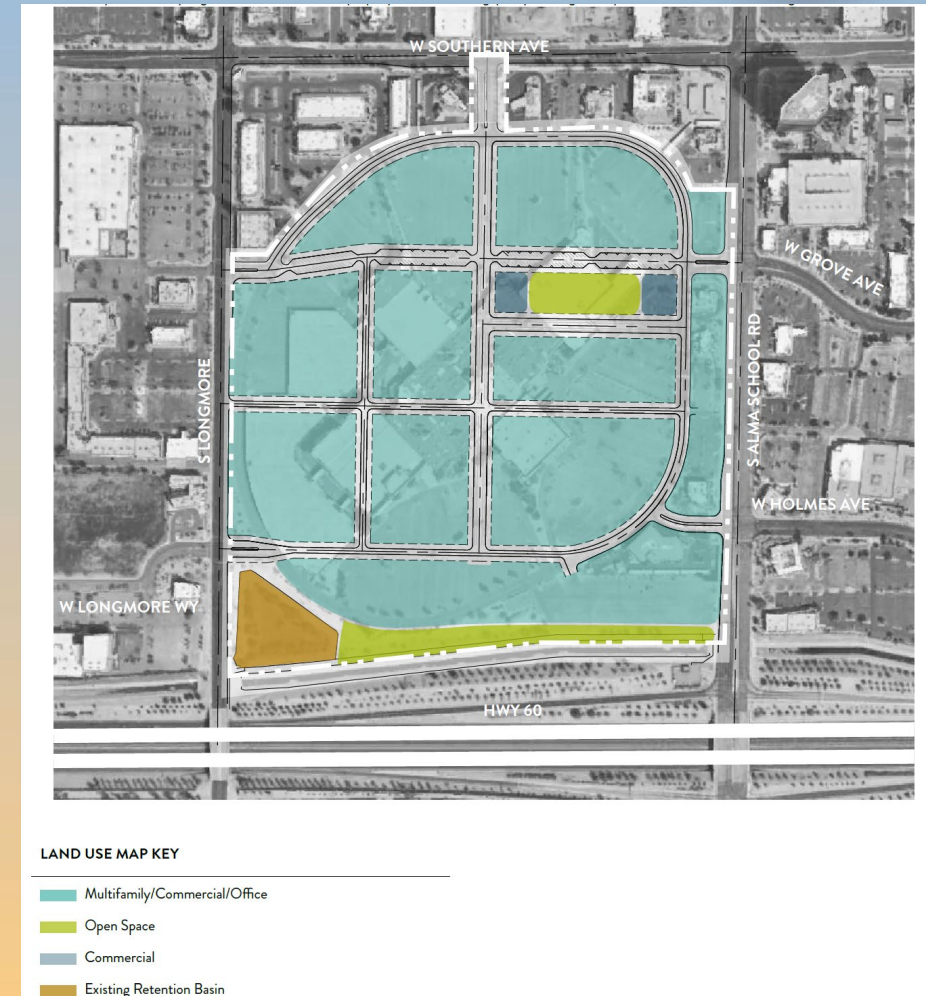 W SOUTHERN AVE
W GROVE AVE
S LONGMORE
S ALMA SCHOOL RD
W HOLMES AVE
W LONGMORE WY
HWY 60
LAND USE MAP KEY
Multifamily/Commercial/Office
Open Space
Commercial
Existing Retention Basin